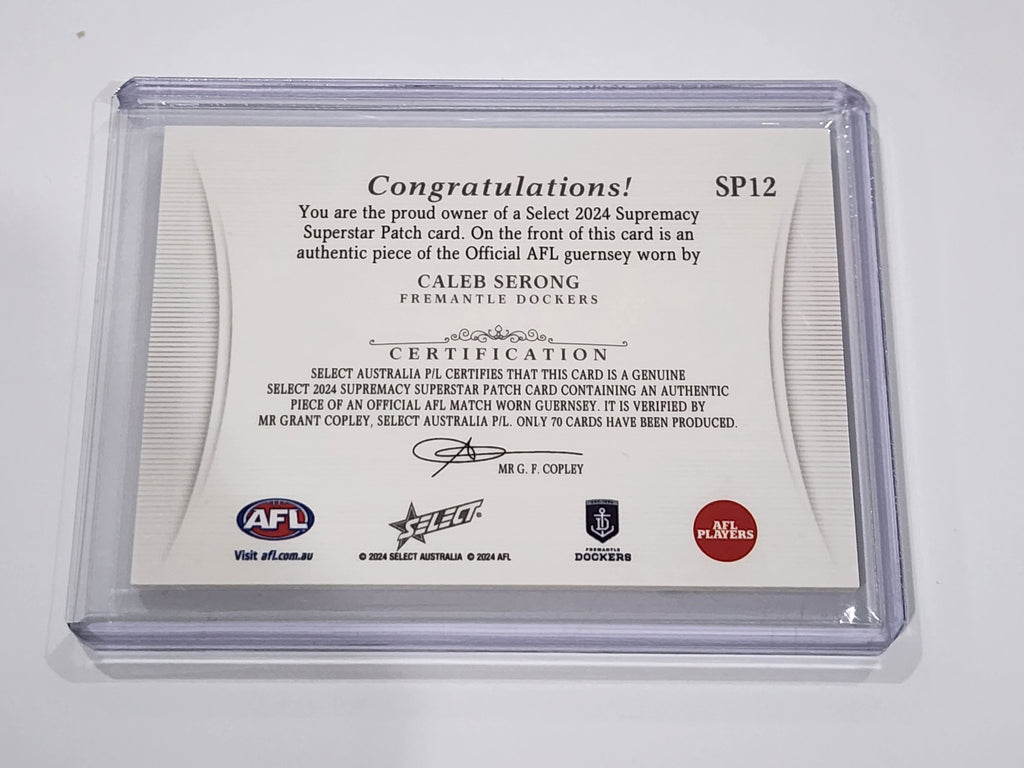 Congratulations!
SP12
You are the proud owner of a Select 2024 Supremacy
Superstar Patch card. On the front of this card is an
authentic piece of the Official AFL guernsey worn by
CALEB SERONG
FREMANTLE DOCKERS
CERTIFICATION
SELECT AUSTRALIA P/L CERTIFIES THAT THIS CARD IS A GENUINE
SELECT 2024 SUPREMACY SUPERSTAR PATCH CARD CONTAINING AN AUTHENTIC
PIECE OF AN OFFICIAL AFL MATCH WORN GUERNSEY. IT IS VERIFIED BY
MR GRANT COPLEY, SELECT AUSTRALIA P/L. ONLY 70 CARDS HAVE BEEN PRODUCED.
MR G. F. COPLEY
AFL
Visit afl.com.au
SELECT
© 2024 SELECT AUSTRALIA © 2024 AFL
FREMANTLE
DOCKERS
AFL
PLAYERS